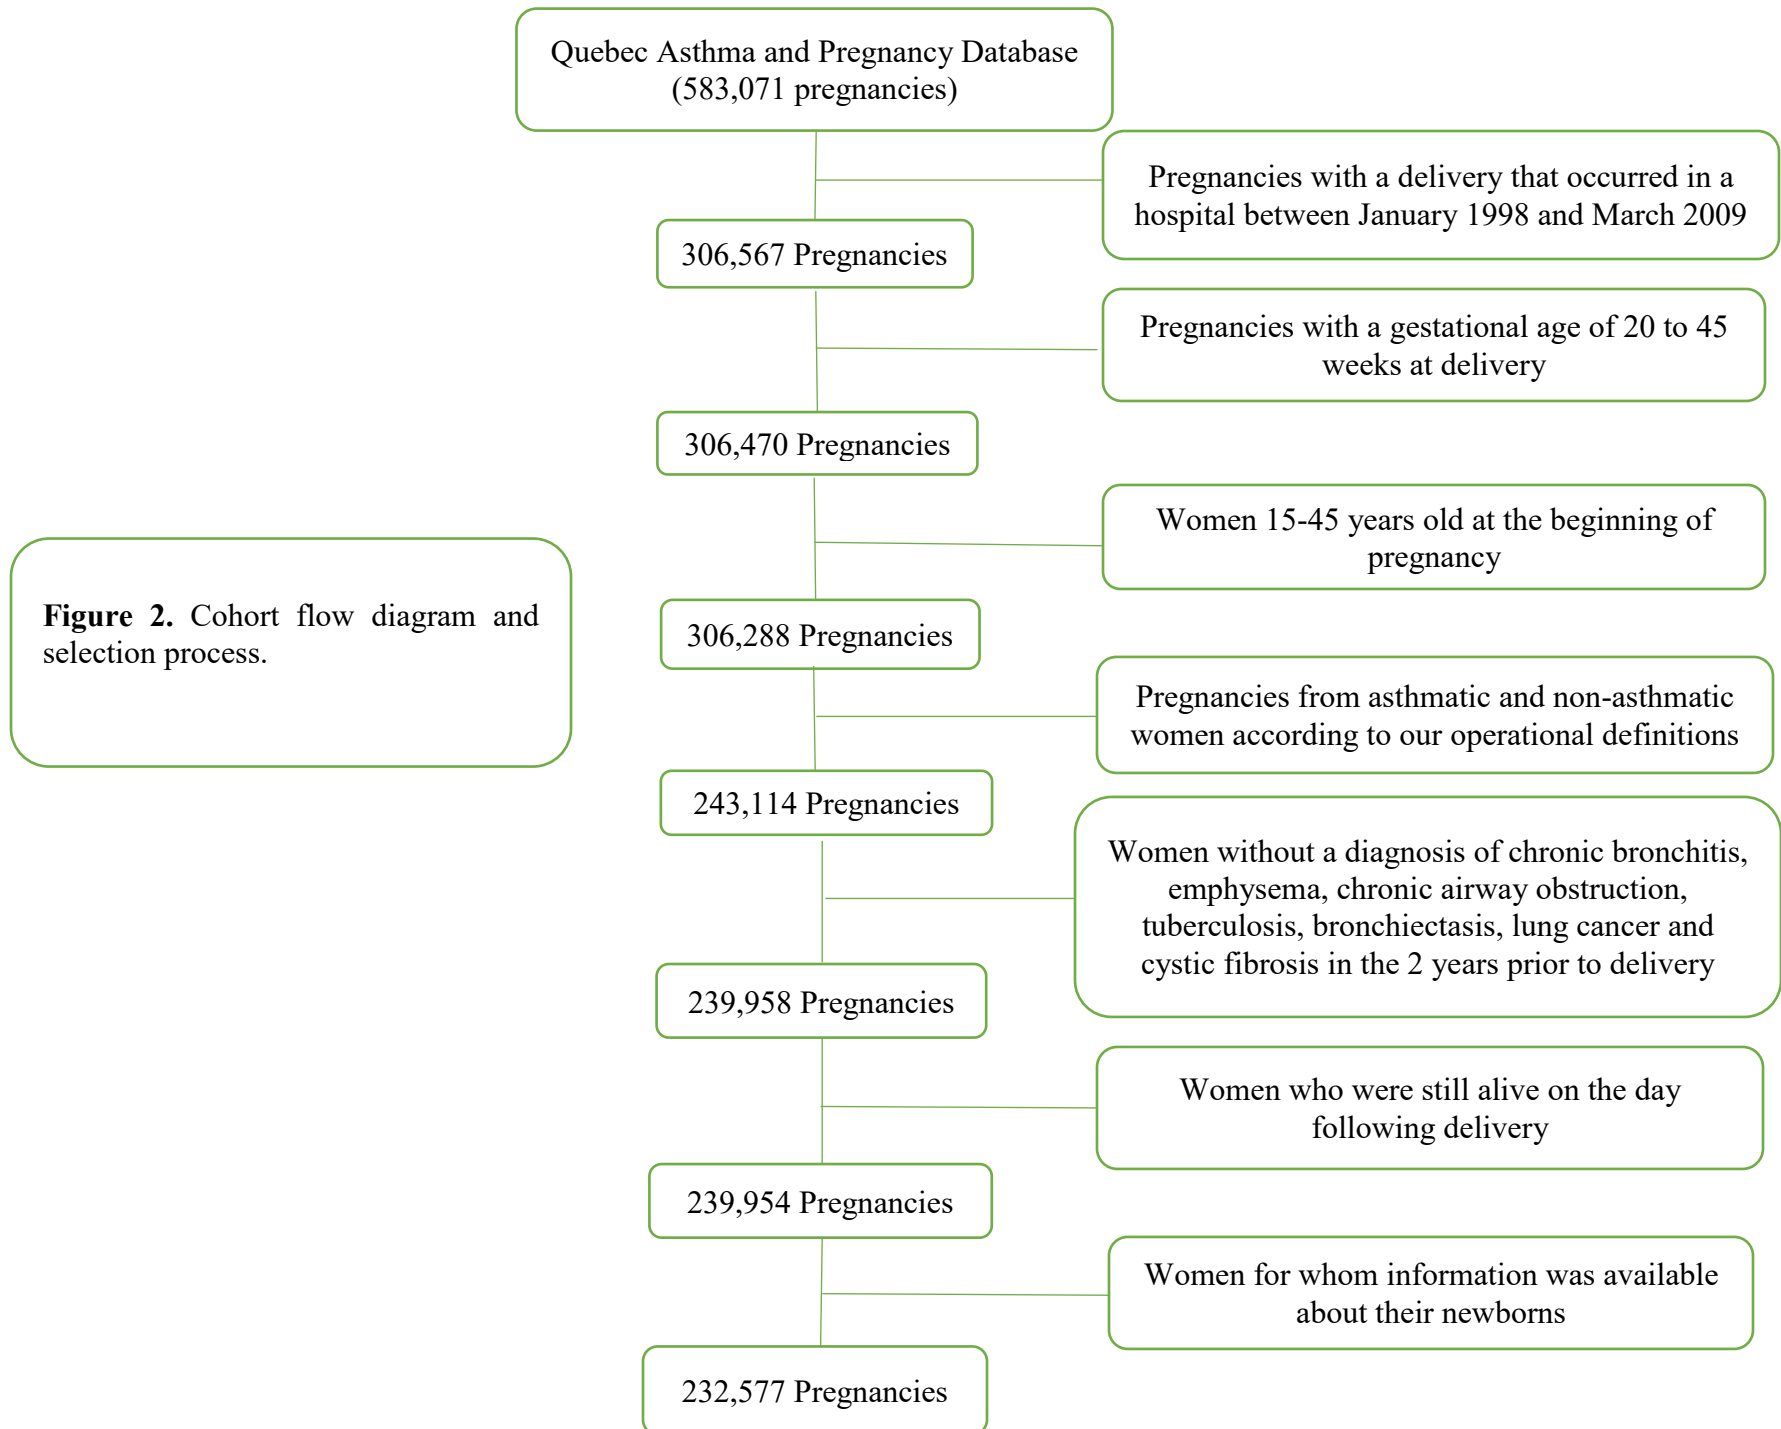 Quebec Asthma and Pregnancy Database
(583,071 pregnancies)
Pregnancies with a delivery that occurred in a
hospital between January 1998 and March 2009
306,567 Pregnancies
Pregnancies with a gestational age of 20 to 45
weeks at delivery
306,470 Pregnancies
Women 15-45 years old at the beginning of
pregnancy
Figure 2. Cohort flow diagram and
selection process.
306,288 Pregnancies
Pregnancies from asthmatic and non-asthmatic
women according to our operational definitions
243,114 Pregnancies
Women without a diagnosis of chronic bronchitis,
emphysema, chronic airway obstruction,
tuberculosis, bronchiectasis, lung cancer and
cystic fibrosis in the 2 years prior to delivery
239,958 Pregnancies
Women who were still alive on the day
following delivery
239,954 Pregnancies
Women for whom information was available
about their newborns
232,577 Pregnancies